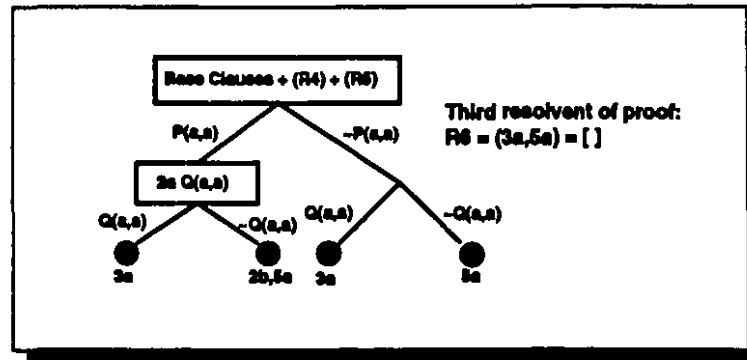 Base Clauses + (R4) + (R5)
Third resolvent of proof:
R6 = (3a,5a) = [ ]
P(a,a)
~P(a,a)
2a Q(a,a)
Q(a,a)
~Q(a,a)
Q(a,a)
~Q(a,a)
3a
2b,5a
3a
5a